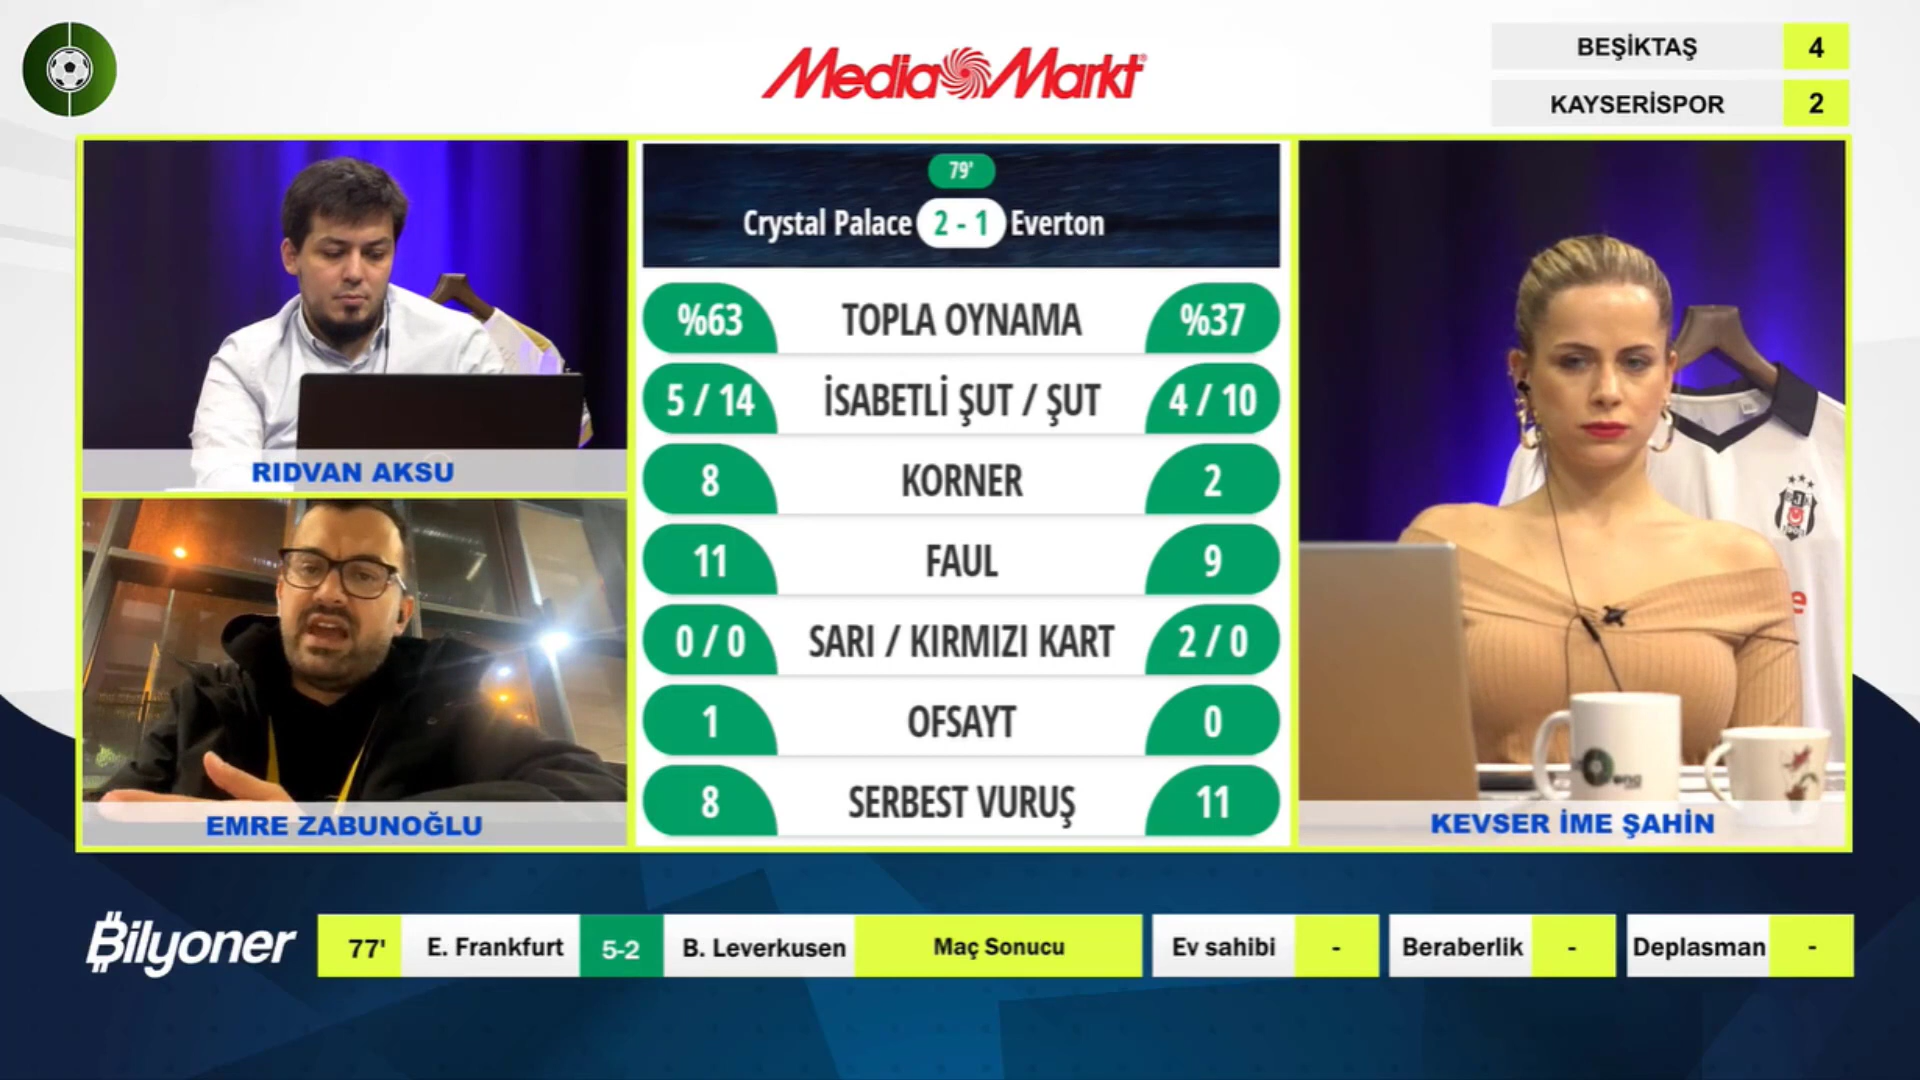 MediaMarkt
BEŞİKTAŞ 4
KAYSERİSPOR 2
79'
Crystal Palace 2 - 1 Everton
%63 TOPLA OYNAMA %37
5 / 14 İSABETLİ ŞUT / ŞUT 4 / 10
8 KORNER 2
11 FAUL 9
0 / 0 SARI / KIRMIZI KART 2 / 0
1 OFSAYT 0
8 SERBEST VURUŞ 11
RIDVAN AKSU
EMRE ZABUNOĞLU
BJK
KEVSER İME ŞAHİN
Bilyoner 77' E. Frankfurt 5-2 B. Leverkusen Maç Sonucu Ev sahibi - Beraberlik - Deplasman -